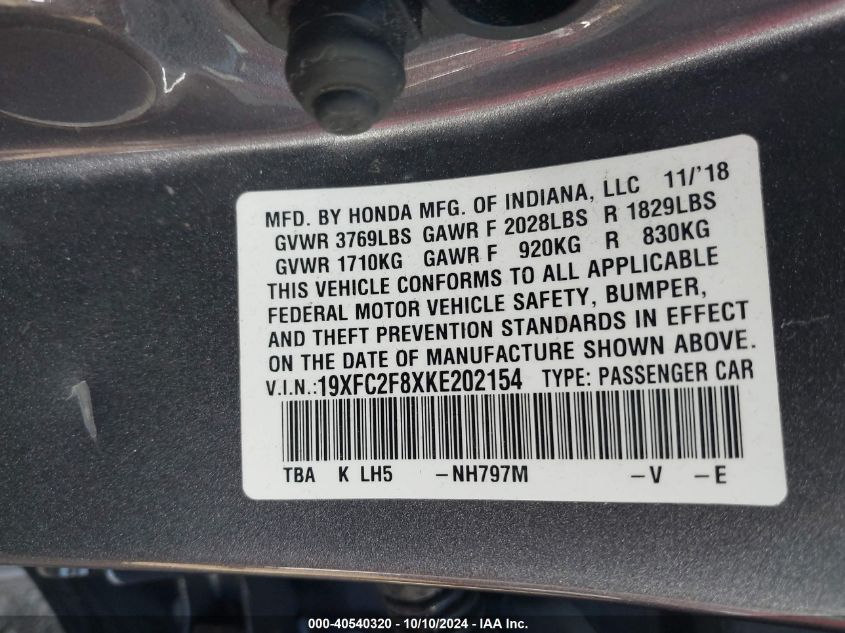 MFD. BY HONDA MFG. OF INDIANA, LLC 11/'18
GVWR 3769LBS GAWR F 2028LBS R 1829LBS
GVWR 1710KG GAWR F 920KG R 830KG
THIS VEHICLE CONFORMS TO ALL APPLICABLE
FEDERAL MOTOR VEHICLE SAFETY, BUMPER,
AND THEFT PREVENTION STANDARDS IN EFFECT
ON THE DATE OF MANUFACTURE SHOWN ABOVE.
V.I.N.:19XFC2F8XKE202154 TYPE: PASSENGER CAR
TBA K LH5 -NH797M -V -E
000-40540320 - 10/10/2024 - IAA Inc.